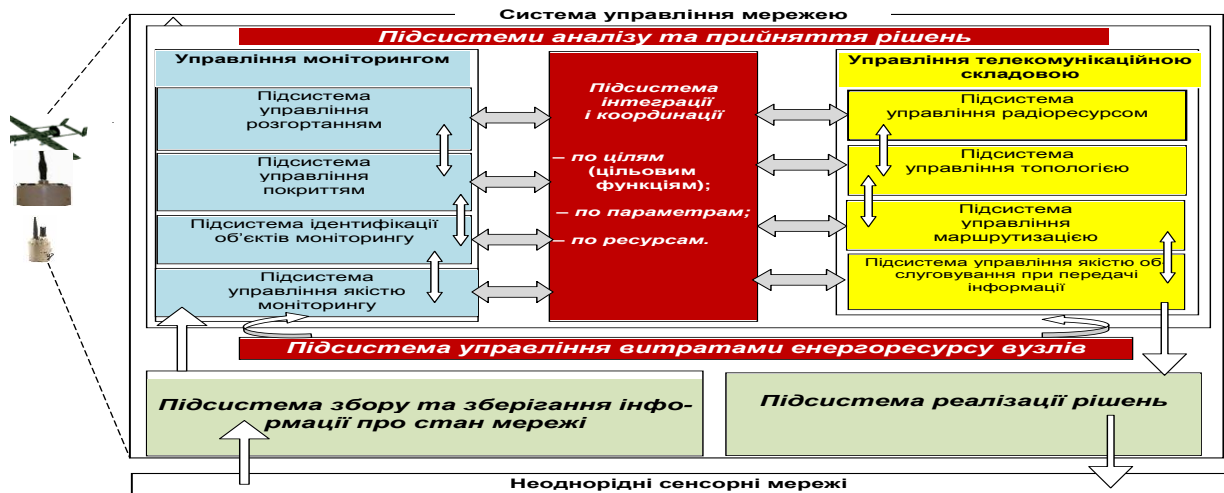 Система управління мережею
Підсистеми аналізу та прийняття рішень
Управління моніторингом
Підсистема
управління
розгортанням
Підсистема
управління
покриттям
Підсистема ідентифікації
об'єктів моніторингу
Підсистема
управління якістю
моніторингу
Підсистема
інтеграції
і координації
– по цілям
(цільовим
функціям);
– по параметрам;
– по ресурсам.
Управління телекомунікаційною
складовою
Підсистема
управління радіоресурсом
Підсистема
управління топологією
Підсистема
управління
маршрутизацією
Підсистема управління якістю об-
слуговування при передачі
інформації
Підсистема управління витратами енергоресурсу вузлів
Підсистема збору та зберігання інфо-
рмації про стан мережі
Підсистема реалізації рішень
Неоднорідні сенсорні мережі